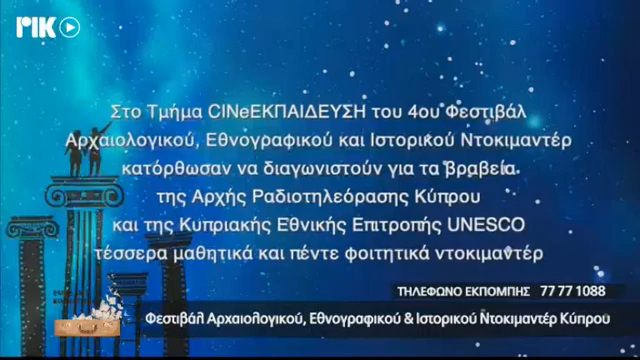 ΡΙΚ
Στο Τμήμα CINeΕΚΠΑΙΔΕΥΣΗ του 4ου Φεστιβάλ
Αρχαιολογικού, Εθνογραφικού και Ιστορικού Ντοκιμαντέρ
κατόρθωσαν να διαγωνιστούν για τα βραβεία
της Αρχής Ραδιοτηλεόρασης Κύπρου
και της Κυπριακής Εθνικής Επιτροπής UNESCO
τέσσερα μαθητικά και πέντε φοιτητικά ντοκιμαντέρ
ΤΗΛΕΦΩΝΟ ΕΚΠΟΜΠΗΣ 77 77 1088
Φεστιβάλ Αρχαιολογικού, Εθνογραφικού & Ιστορικού Ντοκιμαντέρ Κύπρου